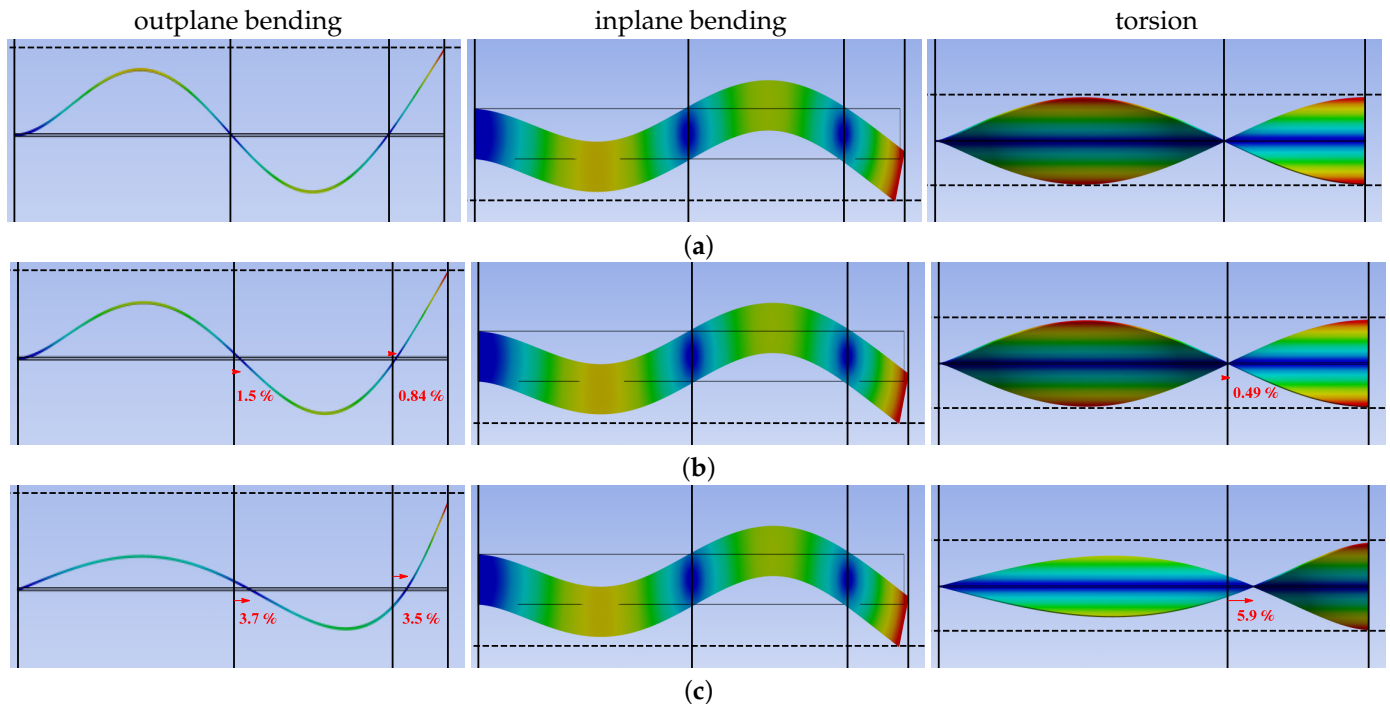 outplane bending
inplane bending
torsion
(a)
1.5 %
0.84 %
0.49 %
(b)
3.7 %
3.5 %
5.9 %
(c)